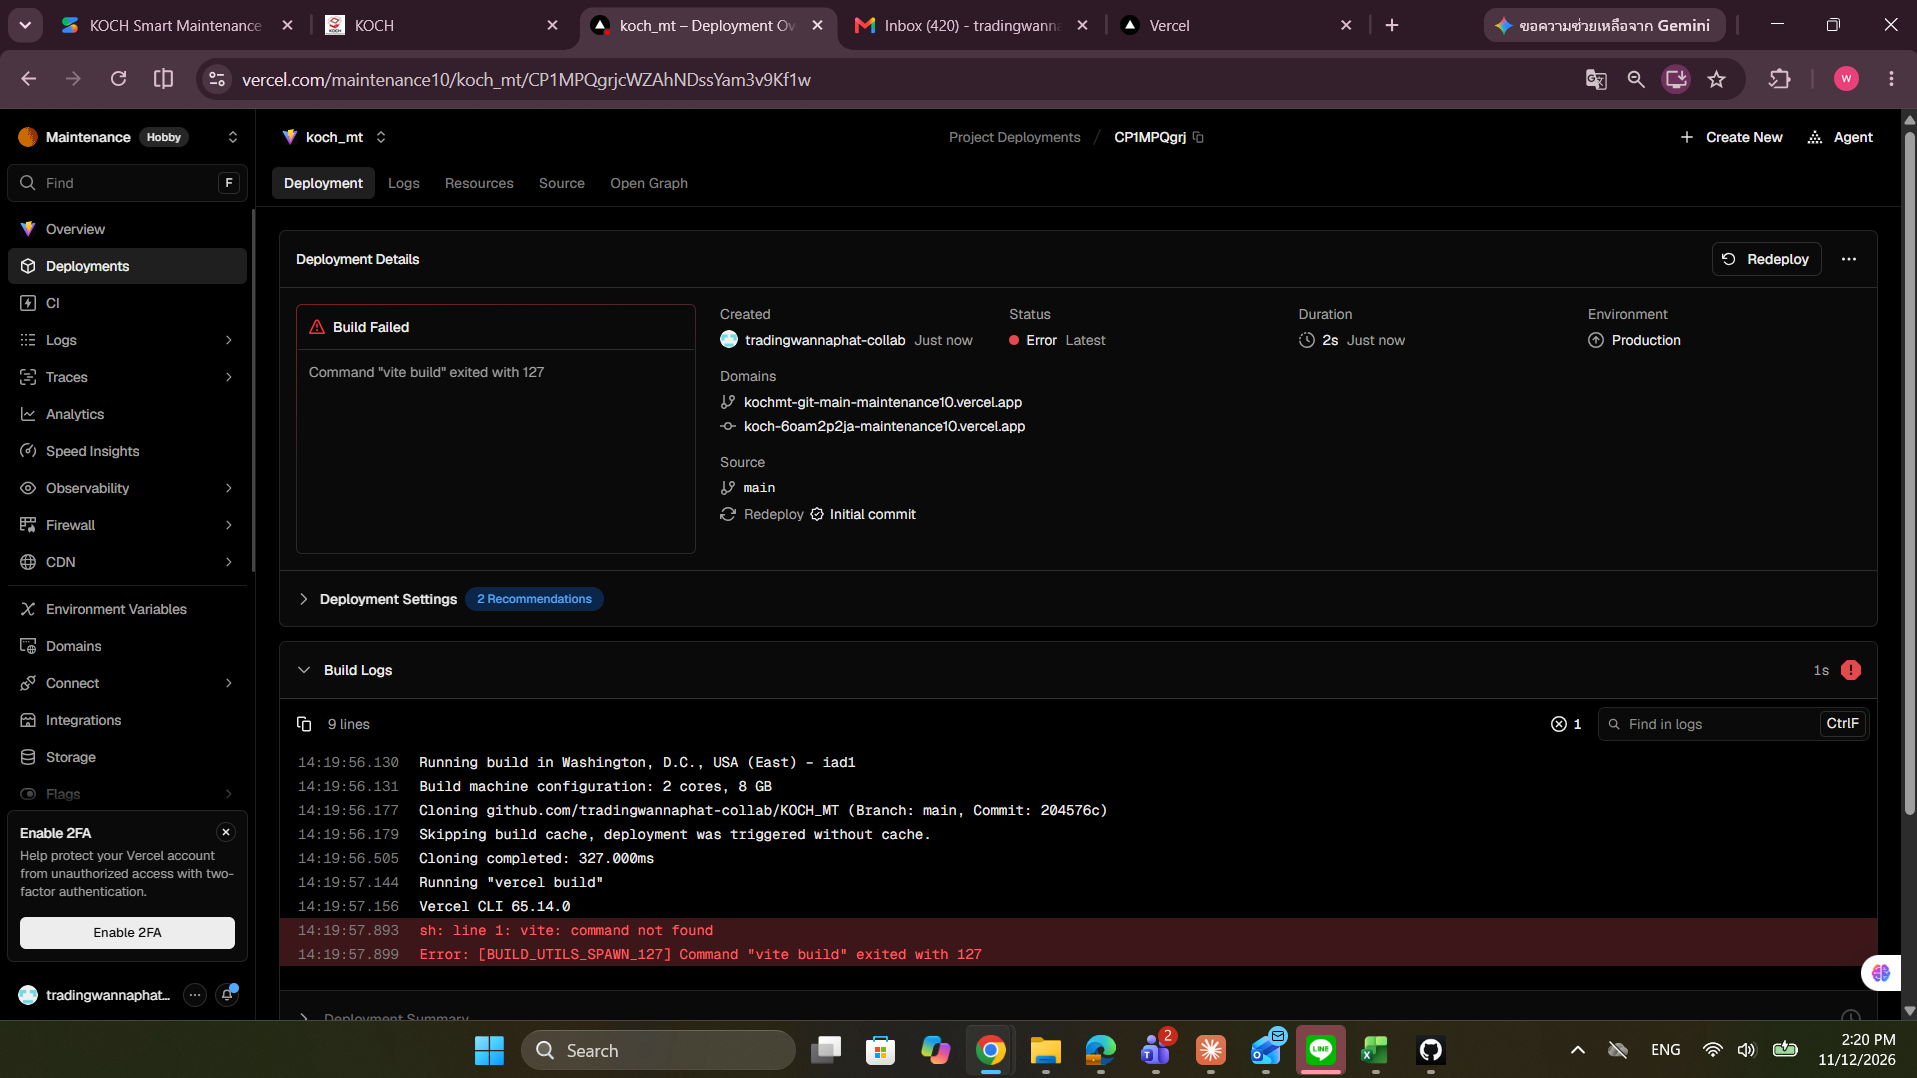 KOCH Smart Maintenance
KOCH
koch_mt – Deployment Ov
Inbox (420) - tradingwanna
Vercel
ขอความช่วยเหลือจาก Gemini
vercel.com/maintenance10/koch_mt/CP1MPQgrjcWZAhNDssYam3v9Kf1w
W
Maintenance Hobby
koch_mt
Project Deployments / CP1MPQgrj
Create New
Agent
Find F
Deployment Logs Resources Source Open Graph
Overview
Deployments
CI
Logs
Traces
Analytics
Speed Insights
Observability
Firewall
CDN
Environment Variables
Domains
Connect
Integrations
Storage
Flags
Enable 2FA
Help protect your Vercel account
from unauthorized access with two-
factor authentication.
Enable 2FA
tradingwannaphat...
Deployment Details
Redeploy
Build Failed
Command "vite build" exited with 127
Created
tradingwannaphat-collab Just now
Status
Error Latest
Duration
2s Just now
Environment
Production
Domains
kochmt-git-main-maintenance10.vercel.app
koch-6oam2p2ja-maintenance10.vercel.app
Source
main
Redeploy Initial commit
Deployment Settings 2 Recommendations
Build Logs
1s
9 lines
1
Find in logs CtrlF
14:19:56.130 Running build in Washington, D.C., USA (East) – iad1
14:19:56.131 Build machine configuration: 2 cores, 8 GB
14:19:56.177 Cloning github.com/tradingwannaphat-collab/KOCH_MT (Branch: main, Commit: 204576c)
14:19:56.179 Skipping build cache, deployment was triggered without cache.
14:19:56.505 Cloning completed: 327.000ms
14:19:57.144 Running "vercel build"
14:19:57.156 Vercel CLI 65.14.0
14:19:57.893 sh: line 1: vite: command not found
14:19:57.899 Error: [BUILD_UTILS_SPAWN_127] Command "vite build" exited with 127
Deployment Summary
Search
2
LINE
ENG
2:20 PM
11/12/2026